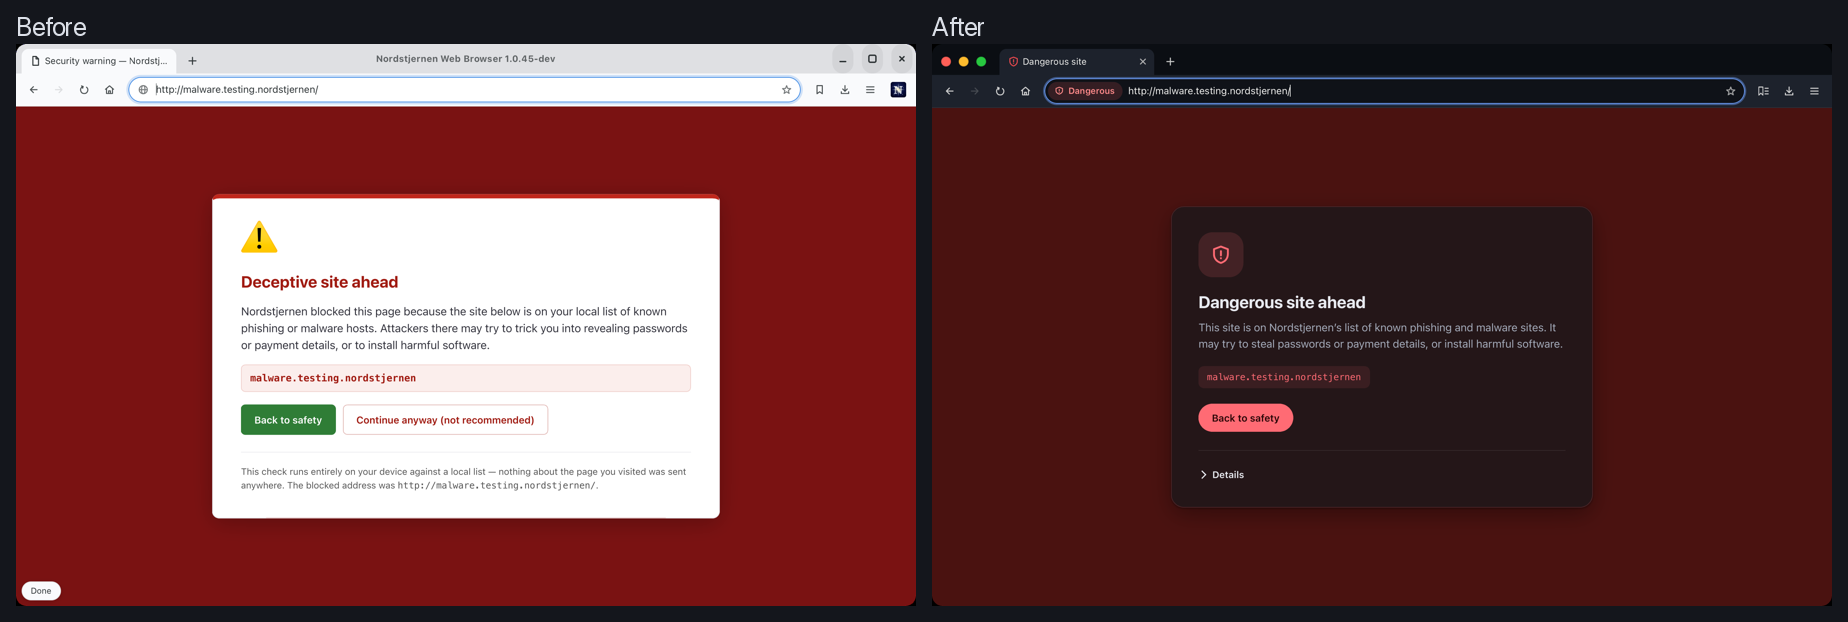 Before
Security warning — Nordstj...
Nordstjernen Web Browser 1.0.45-dev
http://malware.testing.nordstjernen/
N
Deceptive site ahead
Nordstjernen blocked this page because the site below is on your local list of known
phishing or malware hosts. Attackers there may try to trick you into revealing passwords
or payment details, or to install harmful software.
malware.testing.nordstjernen
Back to safety
Continue anyway (not recommended)
This check runs entirely on your device against a local list — nothing about the page you visited was sent
anywhere. The blocked address was http://malware.testing.nordstjernen/.
Done
After
Dangerous site
Dangerous
http://malware.testing.nordstjernen/
Dangerous site ahead
This site is on Nordstjernen’s list of known phishing and malware sites. It
may try to steal passwords or payment details, or install harmful software.
malware.testing.nordstjernen
Back to safety
Details